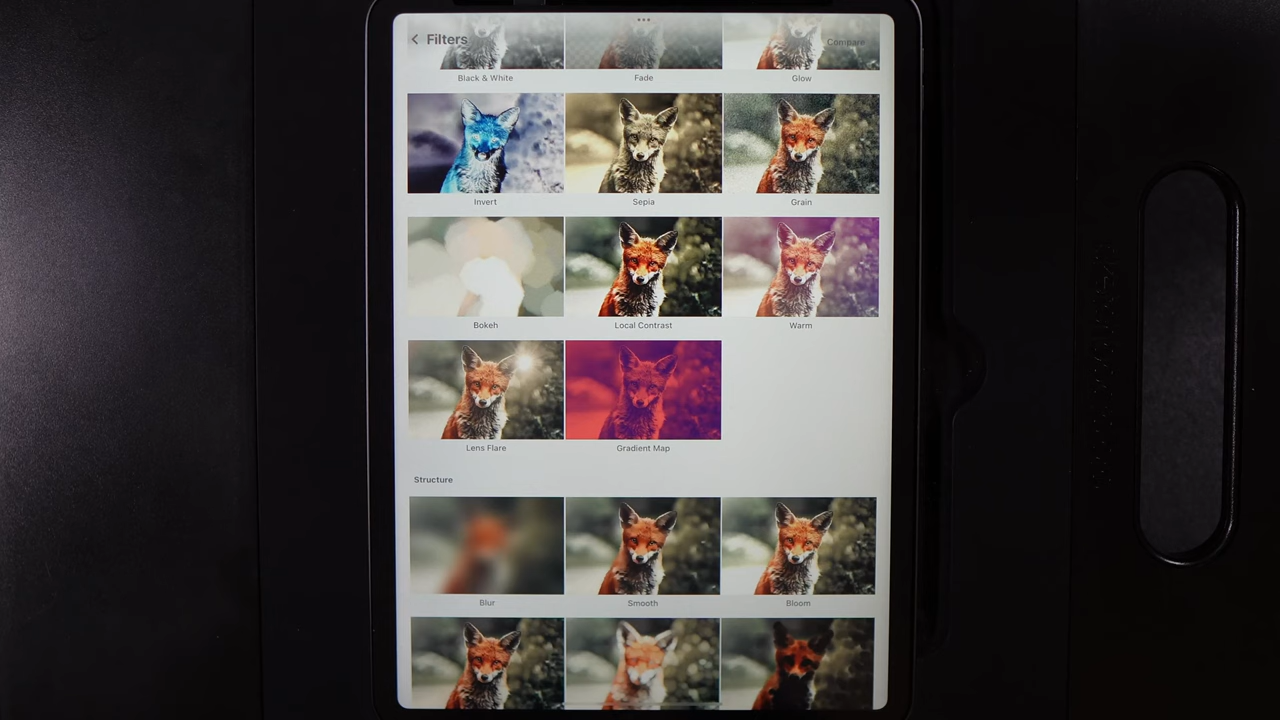 Filters
Compare
Black & White
Fade
Glow
Invert
Sepia
Grain
Bokeh
Local Contrast
Warm
Lens Flare
Gradient Map
Structure
Blur
Smooth
Bloom